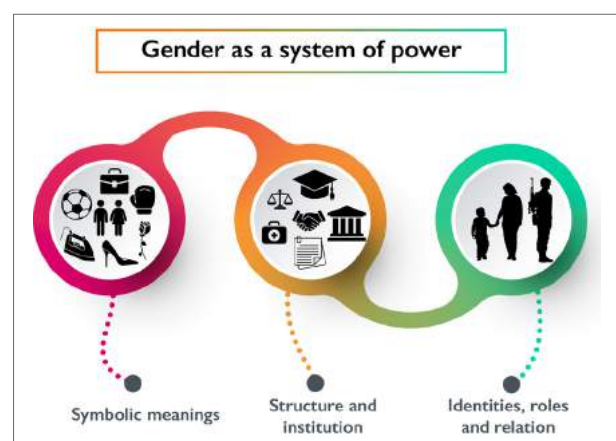 Gender as a system of power
Symbolic meanings
Structure and
institution
Identities, roles
and relation